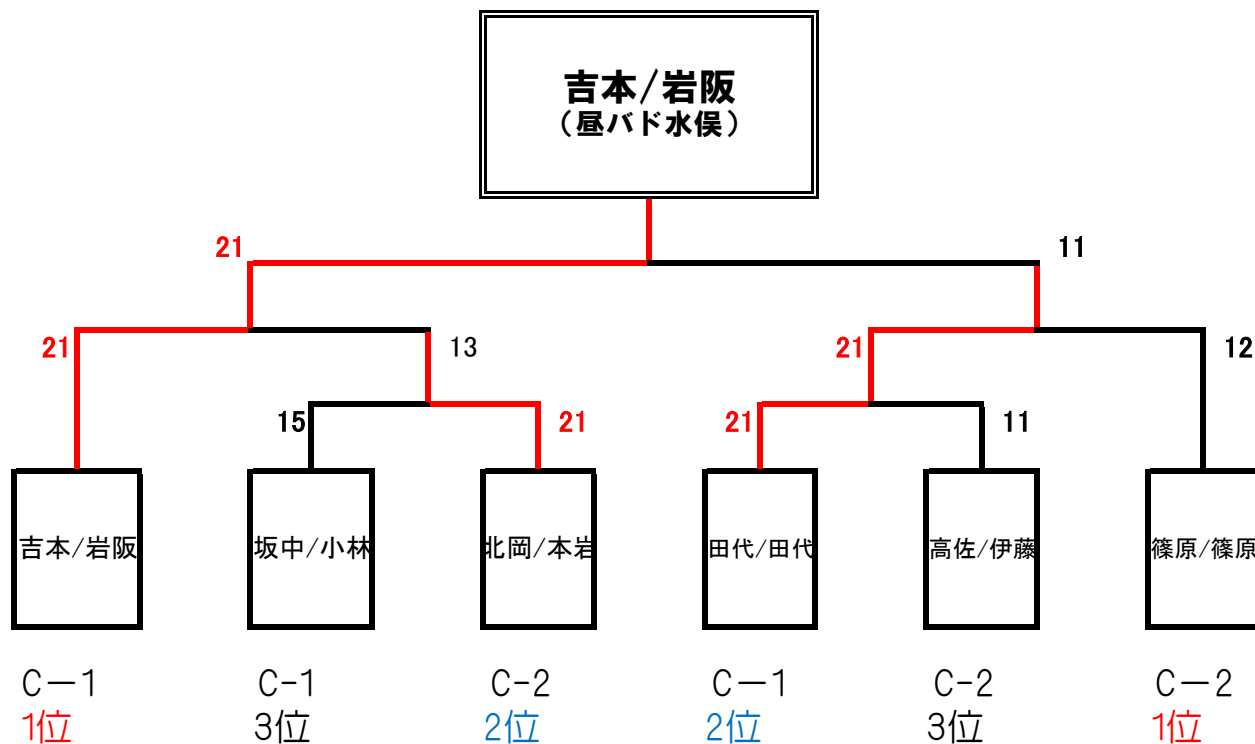 吉本/岩阪
（昼バド水俣）
21
11
21
13
21
12
15
21
21
11
吉本/岩阪
坂中/小林
北岡/本岩
田代/田代
高佐/伊藤
篠原/篠原
C－1
C-1
C-2
C－1
C-2
C－2
1位
3位
2位
2位
3位
1位